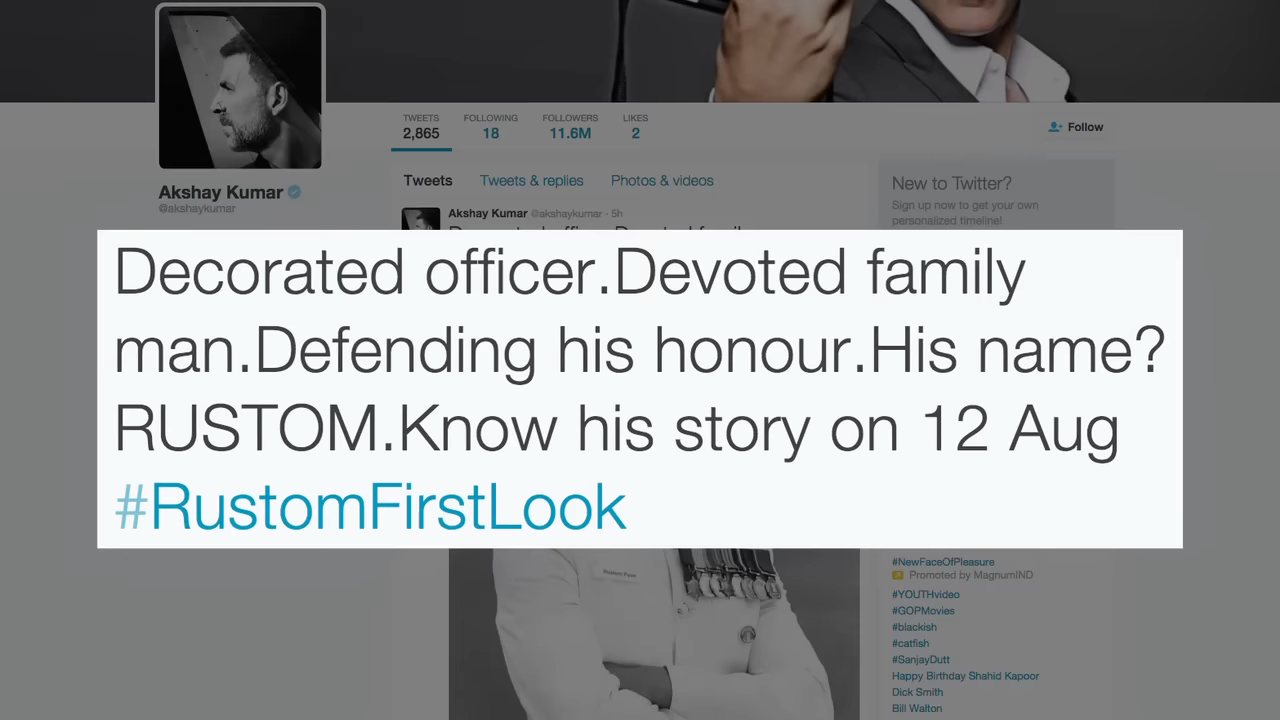 TWEETS
2,865
FOLLOWING
18
FOLLOWERS
11.6M
LIKES
2
Follow
Akshay Kumar
@akshaykumar
Tweets
Tweets & replies
Photos & videos
Akshay Kumar @akshaykumar · 5h
Decorated officer.Devoted family
man.Defending his honour.His name?
RUSTOM.Know his story on 12 Aug
#RustomFirstLook
New to Twitter?
Sign up now to get your own
personalized timeline!
#NewFaceOfPleasure
Promoted by MagnumIND
#YOUTHvideo
#GOPMovies
#blackish
#catfish
#SanjayDutt
Happy Birthday Shahid Kapoor
Dick Smith
Bill Walton